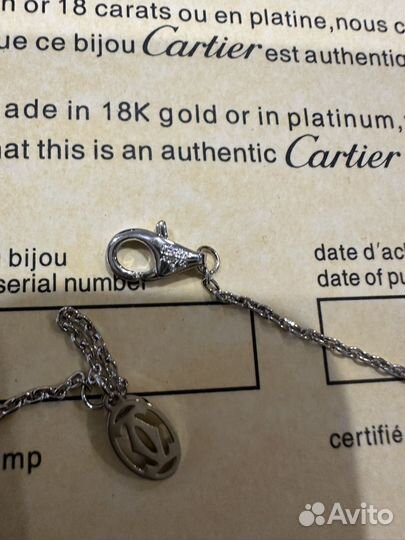 n or 18 carats ou en platine,nous c
ue ce bijou Cartier est authentiq
ade in 18K gold or in platinum,
hat this is an authentic Cartier
bijou
serial number
date d'ac
date of pu
mp
certifié
Avito